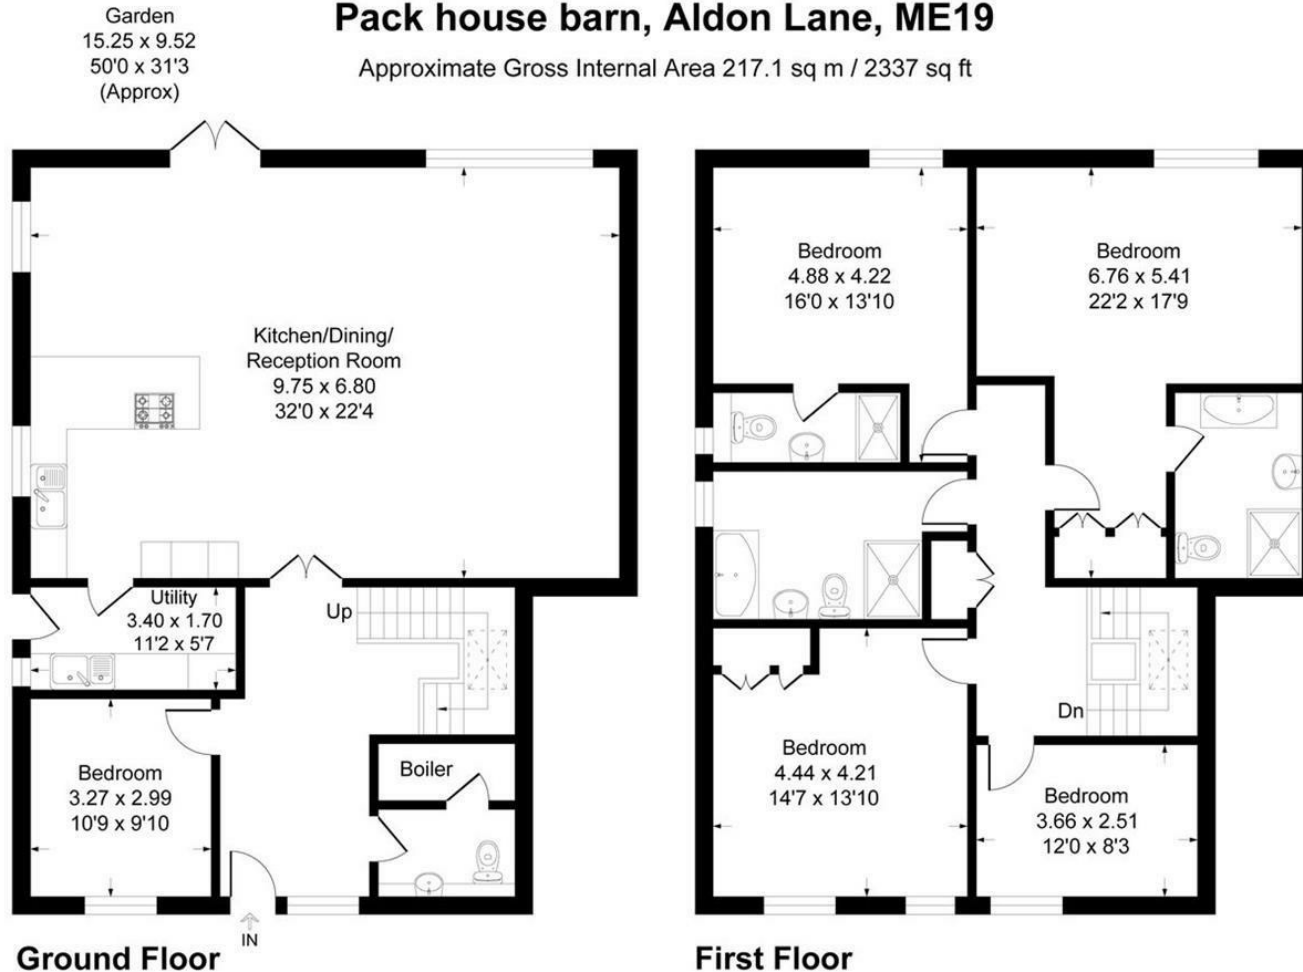 Pack house barn, Aldon Lane, ME19
Approximate Gross Internal Area 217.1 sq m / 2337 sq ft
Garden
15.25 x 9.52
50'0 x 31'3
(Approx)
Kitchen/Dining/
Reception Room
9.75 x 6.80
32'0 x 22'4
Utility
3.40 x 1.70
11'2 x 5'7
Up
Bedroom
3.27 x 2.99
10'9 x 9'10
Boiler
IN
Ground Floor
Bedroom
4.88 x 4.22
16'0 x 13'10
Bedroom
6.76 x 5.41
22'2 x 17'9
Dn
Bedroom
4.44 x 4.21
14'7 x 13'10
Bedroom
3.66 x 2.51
12'0 x 8'3
First Floor